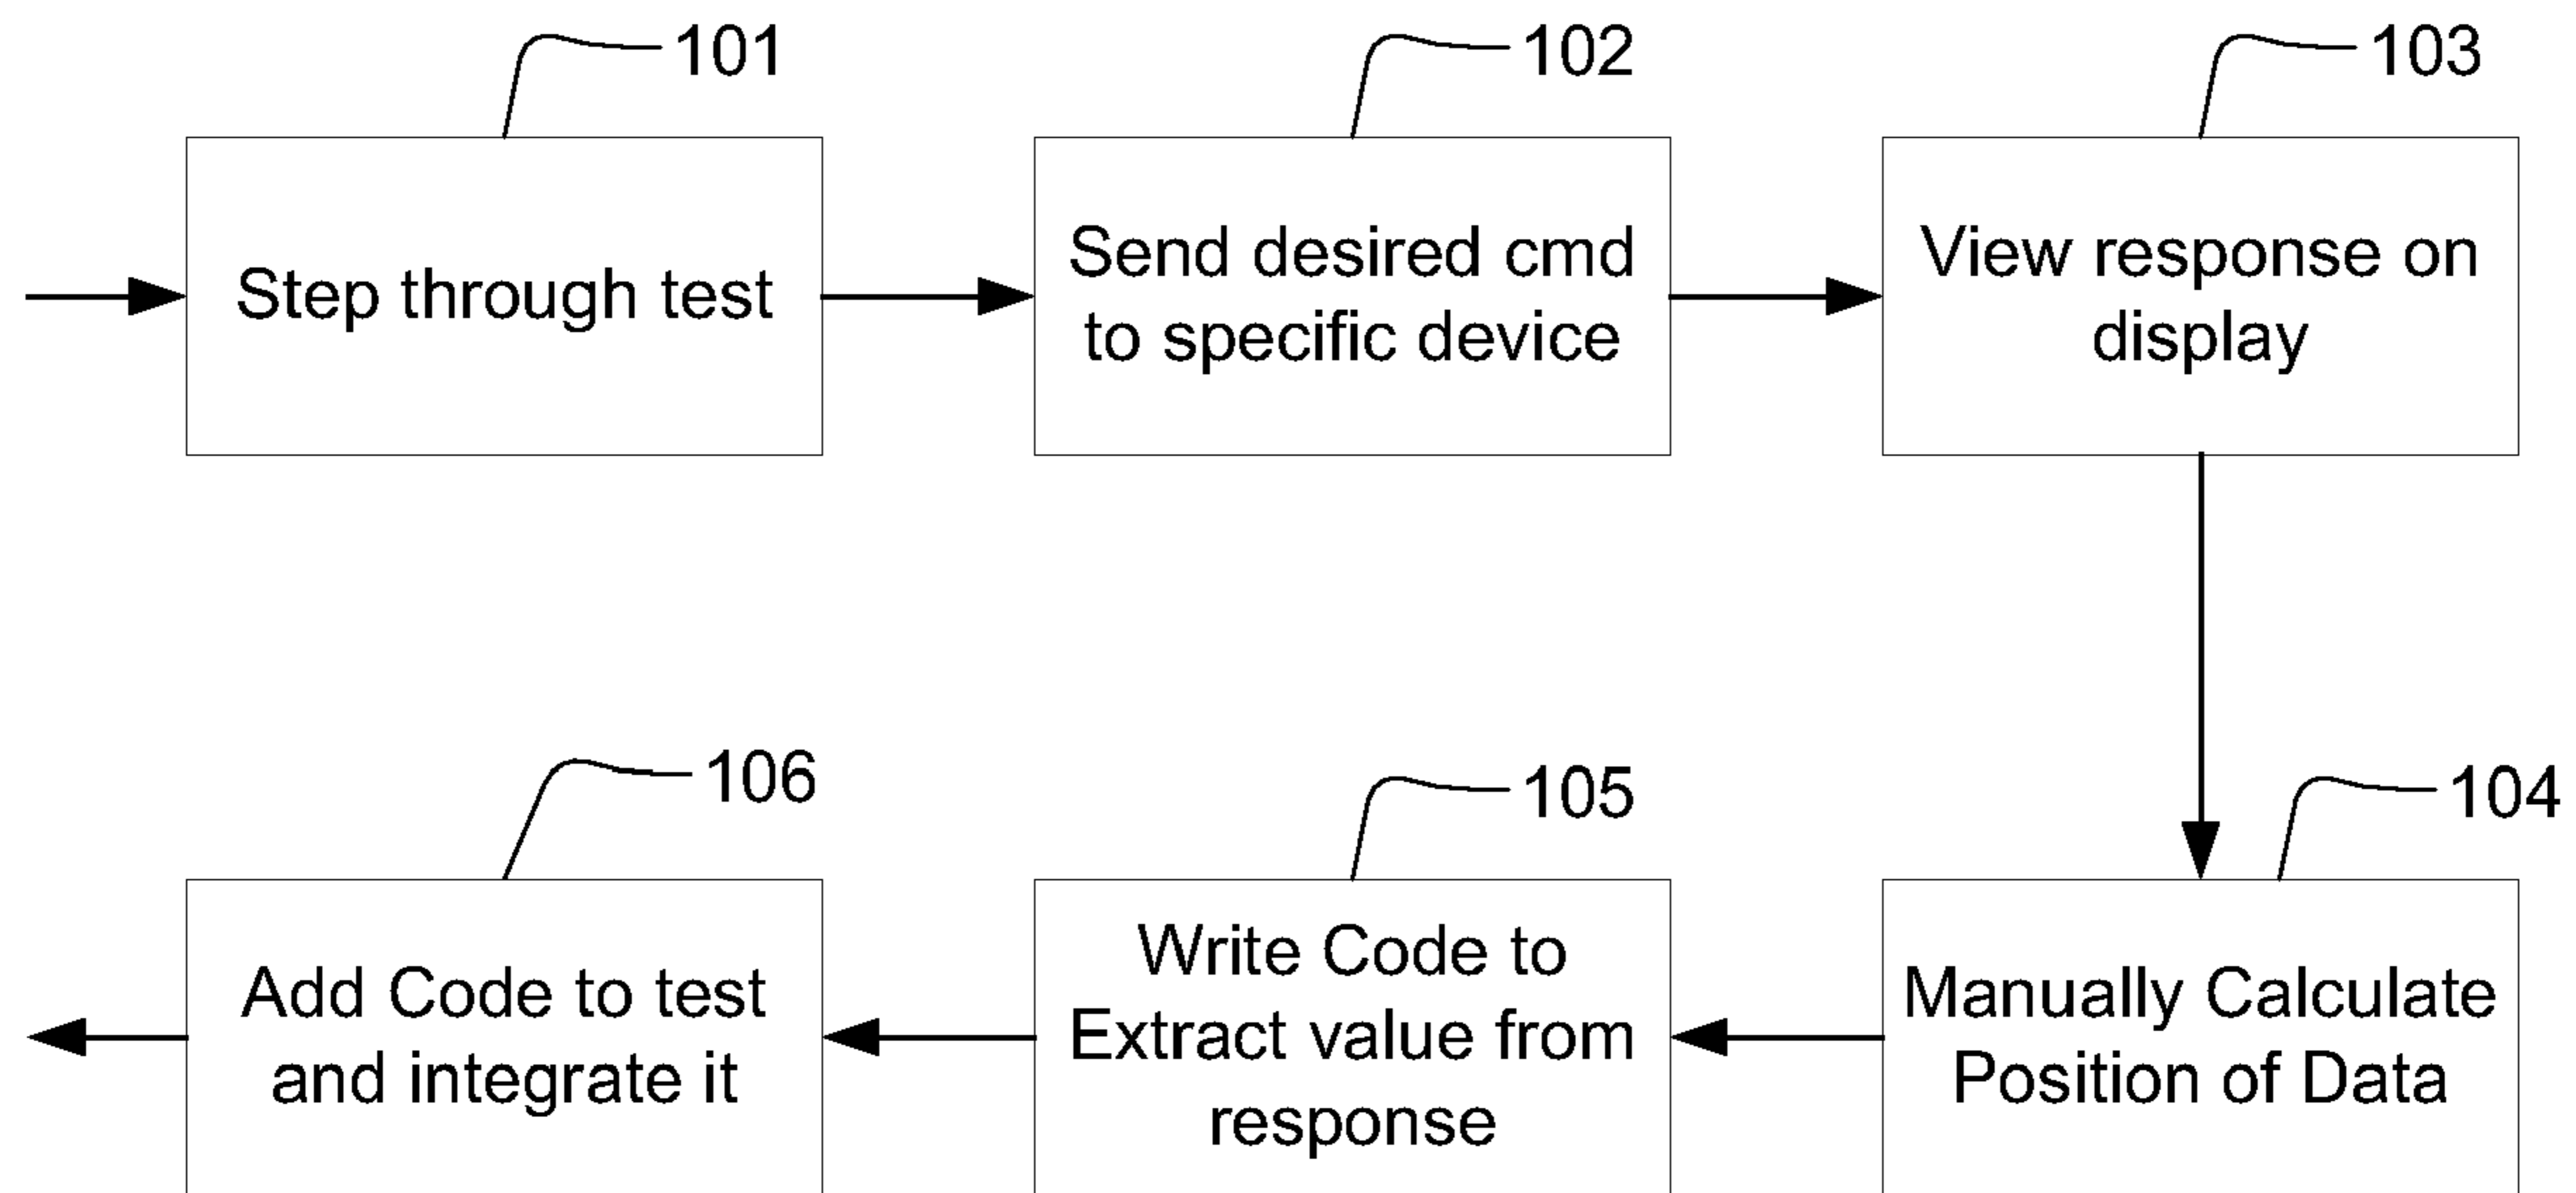 101
102
103
Step through test
Send desired cmd
to specific device
View response on
display
106
105
104
Add Code to test
and integrate it
Write Code to
Extract value from
response
Manually Calculate
Position of Data